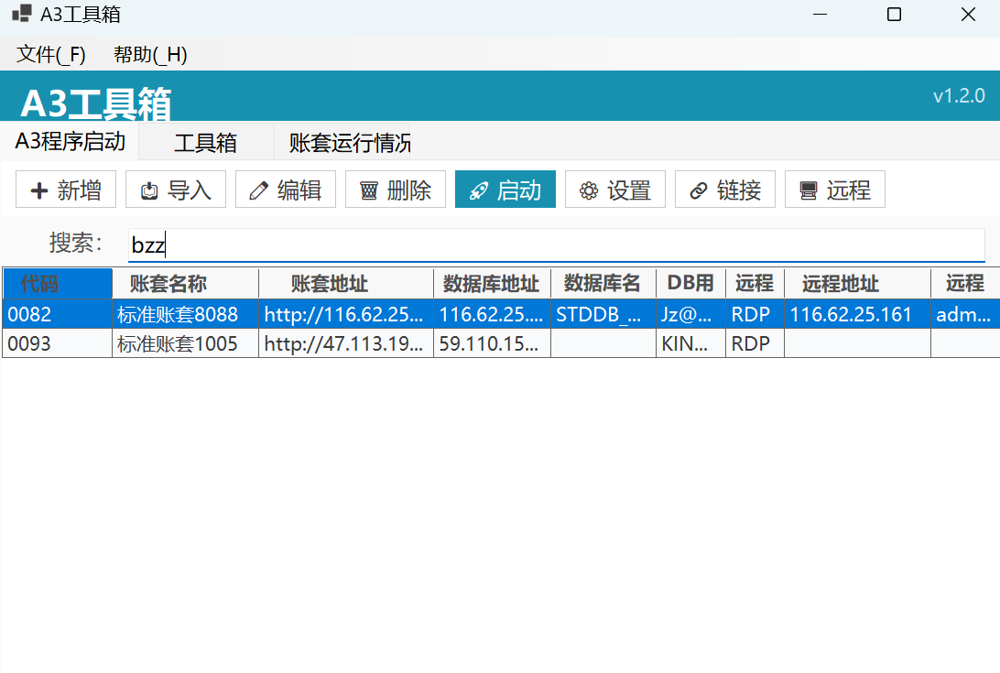 A3工具箱
文件(_F) 帮助(_H)
A3工具箱 v1.2.0
A3程序启动 工具箱 账套运行情况
新增 导入 编辑 删除 启动 设置 链接 远程
搜索: bzz
代码 账套名称 账套地址 数据库地址 数据库名 DB用 远程 远程地址 远程
0082 标准账套8088 http://116.62.25... 116.62.25.... STDDB_... Jz@... RDP 116.62.25.161 adm...
0093 标准账套1005 http://47.113.19... 59.110.15... KIN... RDP